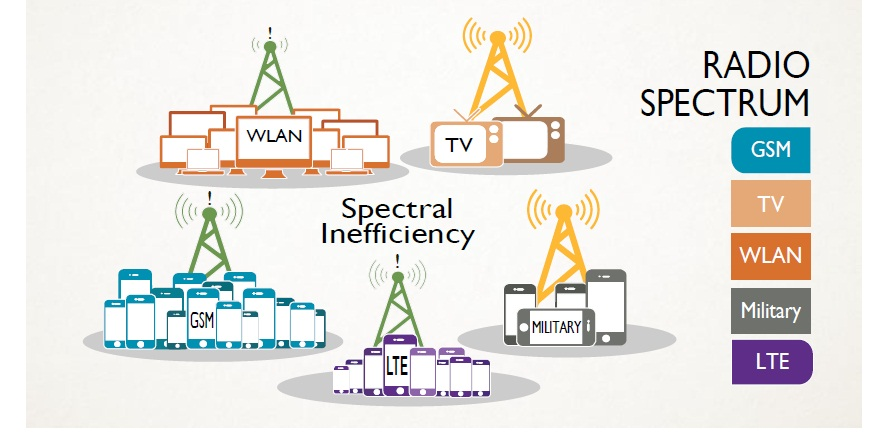 !
WLAN
TV
RADIO
SPECTRUM
GSM
TV
WLAN
Military
LTE
!
Spectral
Inefficiency
GSM
!
LTE
MILITARY